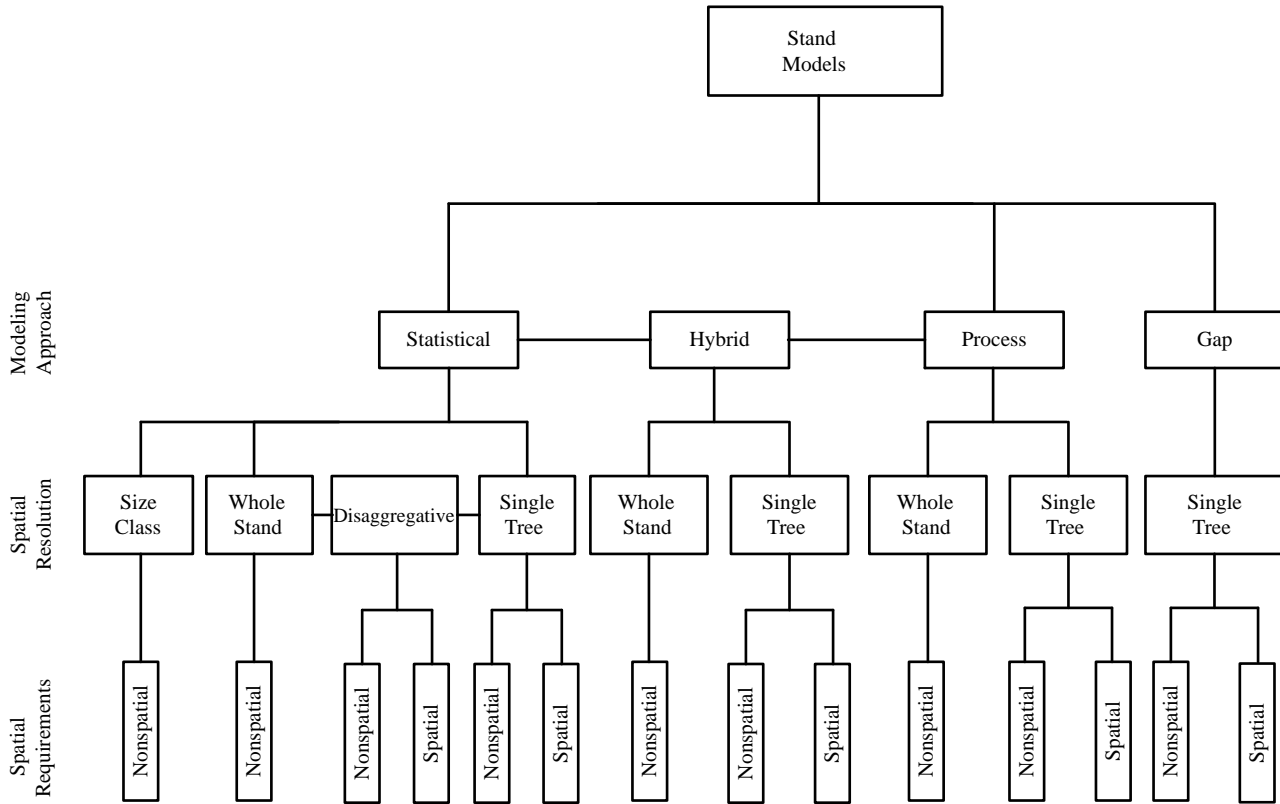 Stand
Models
Modeling
Approach
Statistical
Hybrid
Process
Gap
Spatial
Resolution
Size
Class
Whole
Stand
Disaggregative
Single
Tree
Whole
Stand
Single
Tree
Whole
Stand
Single
Tree
Single
Tree
Spatial
Requirements
Nonspatial
Nonspatial
Nonspatial
Spatial
Nonspatial
Spatial
Nonspatial
Nonspatial
Spatial
Nonspatial
Nonspatial
Spatial
Nonspatial
Spatial